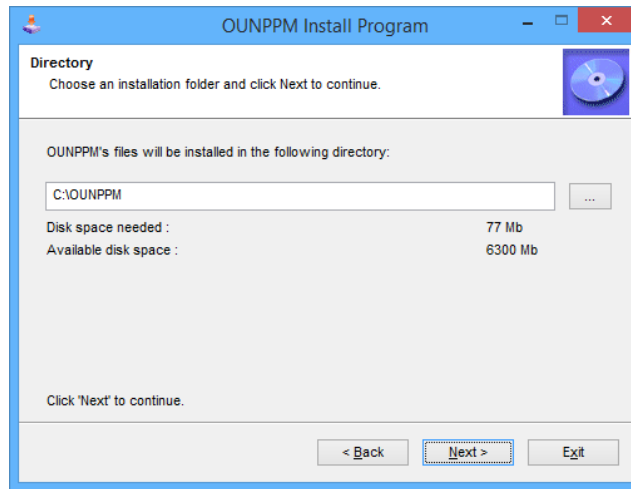 OUNPPM Install Program
Directory
Choose an installation folder and click Next to continue.
OUNPPM's files will be installed in the following directory:
C:\OUNPPM
...
Disk space needed : 77 Mb
Available disk space : 6300 Mb
Click 'Next' to continue.
< Back Next > Exit